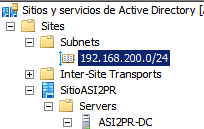 Sitios y servicios de Active Directory [A
Sites
Subnets
192.168.200.0/24
Inter-Site Transports
SitioASI2PR
Servers
ASI2PR-DC